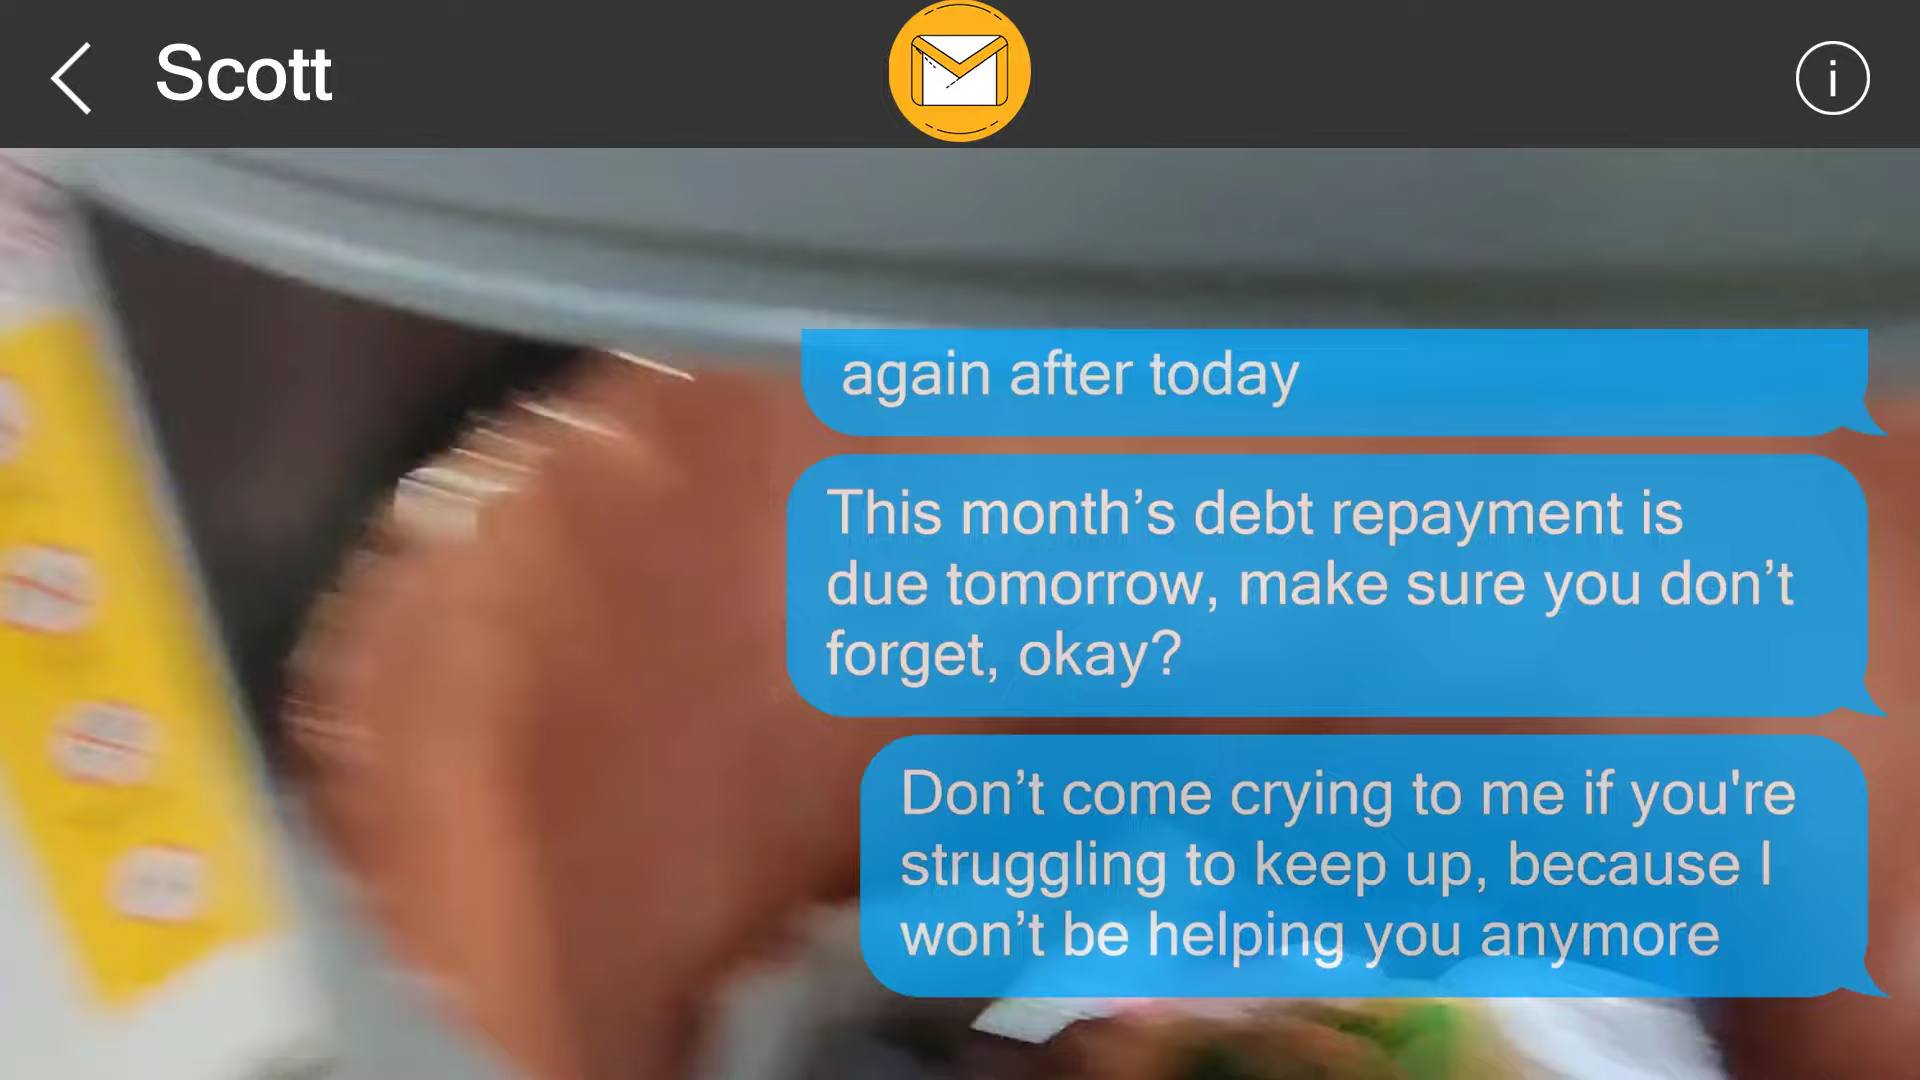 Scott
i
again after today
This month’s debt repayment is
due tomorrow, make sure you don’t
forget, okay?
Don’t come crying to me if you're
struggling to keep up, because I
won’t be helping you anymore